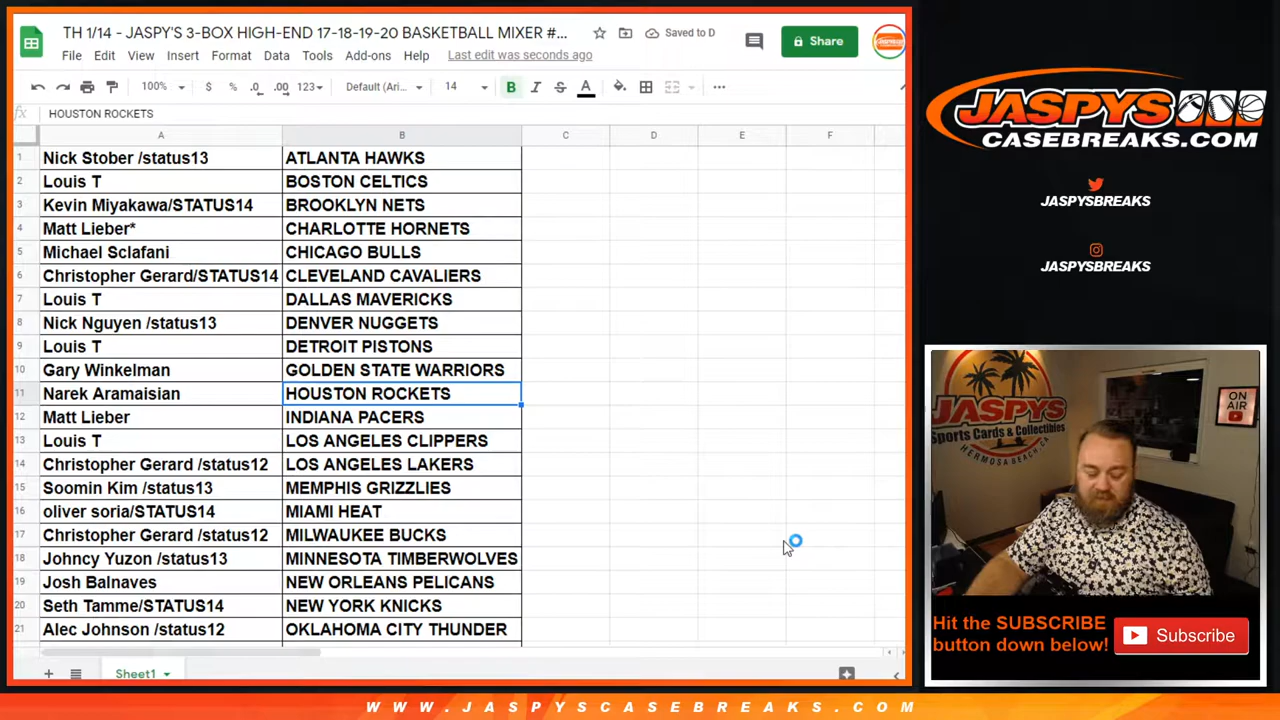 TH 1/14 - JASPY'S 3-BOX HIGH-END 17-18-19-20 BASKETBALL MIXER #...
Saved to D
Share
File Edit View Insert Format Data Tools Add-ons Help Last edit was seconds ago
100% $ % .0 .00 123 Default (Ari... 14 B I S A
fx HOUSTON ROCKETS
A B C D E F
1 Nick Stober /status13 ATLANTA HAWKS
2 Louis T BOSTON CELTICS
3 Kevin Miyakawa/STATUS14 BROOKLYN NETS
4 Matt Lieber* CHARLOTTE HORNETS
5 Michael Sclafani CHICAGO BULLS
6 Christopher Gerard/STATUS14 CLEVELAND CAVALIERS
7 Louis T DALLAS MAVERICKS
8 Nick Nguyen /status13 DENVER NUGGETS
9 Louis T DETROIT PISTONS
10 Gary Winkelman GOLDEN STATE WARRIORS
11 Narek Aramaisian HOUSTON ROCKETS
12 Matt Lieber INDIANA PACERS
13 Louis T LOS ANGELES CLIPPERS
14 Christopher Gerard /status12 LOS ANGELES LAKERS
15 Soomin Kim /status13 MEMPHIS GRIZZLIES
16 oliver soria/STATUS14 MIAMI HEAT
17 Christopher Gerard /status12 MILWAUKEE BUCKS
18 Johncy Yuzon /status13 MINNESOTA TIMBERWOLVES
19 Josh Balnaves NEW ORLEANS PELICANS
20 Seth Tamme/STATUS14 NEW YORK KNICKS
21 Alec Johnson /status12 OKLAHOMA CITY THUNDER
Sheet1
JASPYS
CASEBREAKS.COM
JASPYSBREAKS
JASPYSBREAKS
JASPYS
Sports Cards & Collectibles
HERMOSA BEACH, CA
ON
AIR
Hit the SUBSCRIBE
button down below!
Subscribe
WWW.JASPYSCASEBREAKS.COM